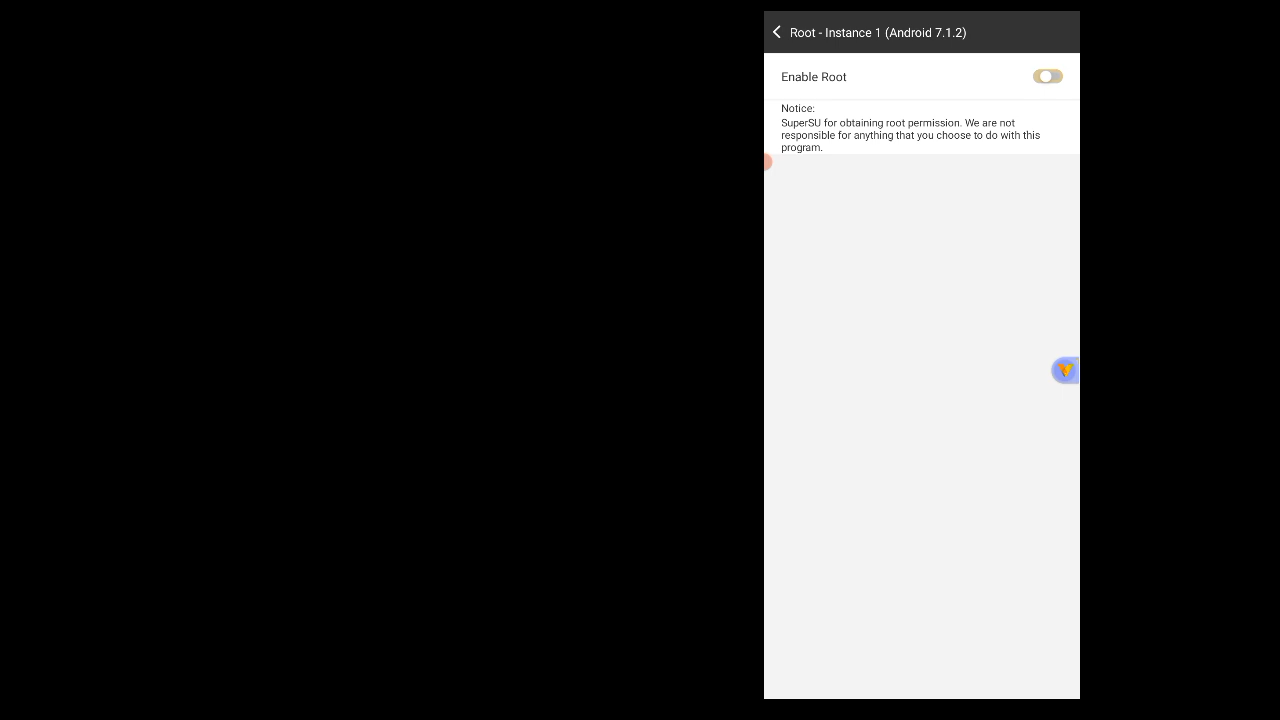 Root - Instance 1 (Android 7.1.2)
Enable Root
Notice:
SuperSU for obtaining root permission. We are not
responsible for anything that you choose to do with this
program.